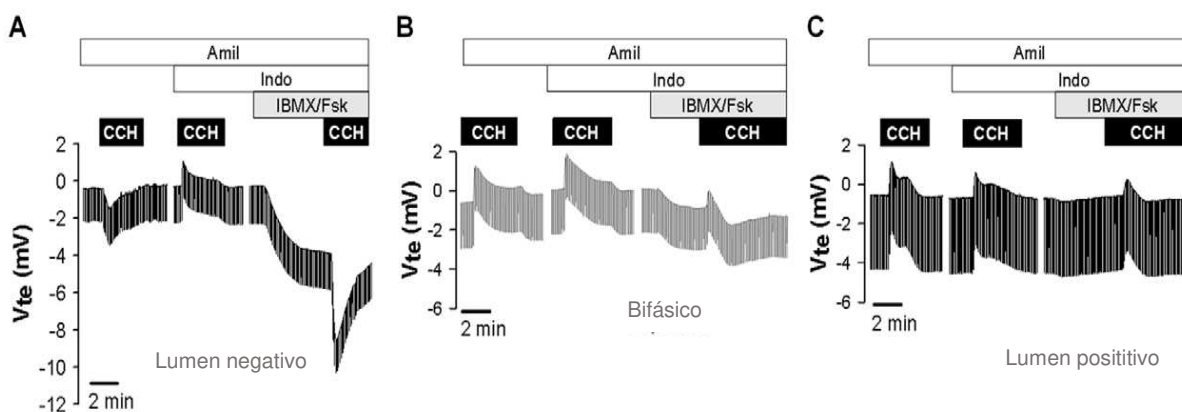 A
Amil
Indo
IBMX/Fsk
CCH
CCH
CCH
2
0
-2
-4
-6
-8
-10
-12
Vte (mV)
2 min
Lumen negativo
B
Amil
Indo
IBMX/Fsk
CCH
CCH
CCH
2
0
-2
-4
-6
Vte (mV)
2 min
Bifásico
C
Amil
Indo
IBMX/Fsk
CCH
CCH
CCH
2
0
-2
-4
-6
Vte (mV)
2 min
Lumen posititivo